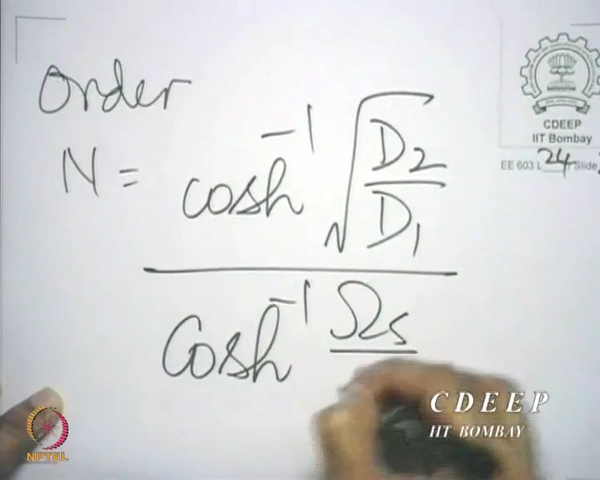 Order
N = cosh⁻¹ √(D₂/D₁)
Cosh⁻¹ Ωs
CDEEP
IIT Bombay
EE 603 L 24 / Slide
CDEEP
IIT BOMBAY
NPTEL